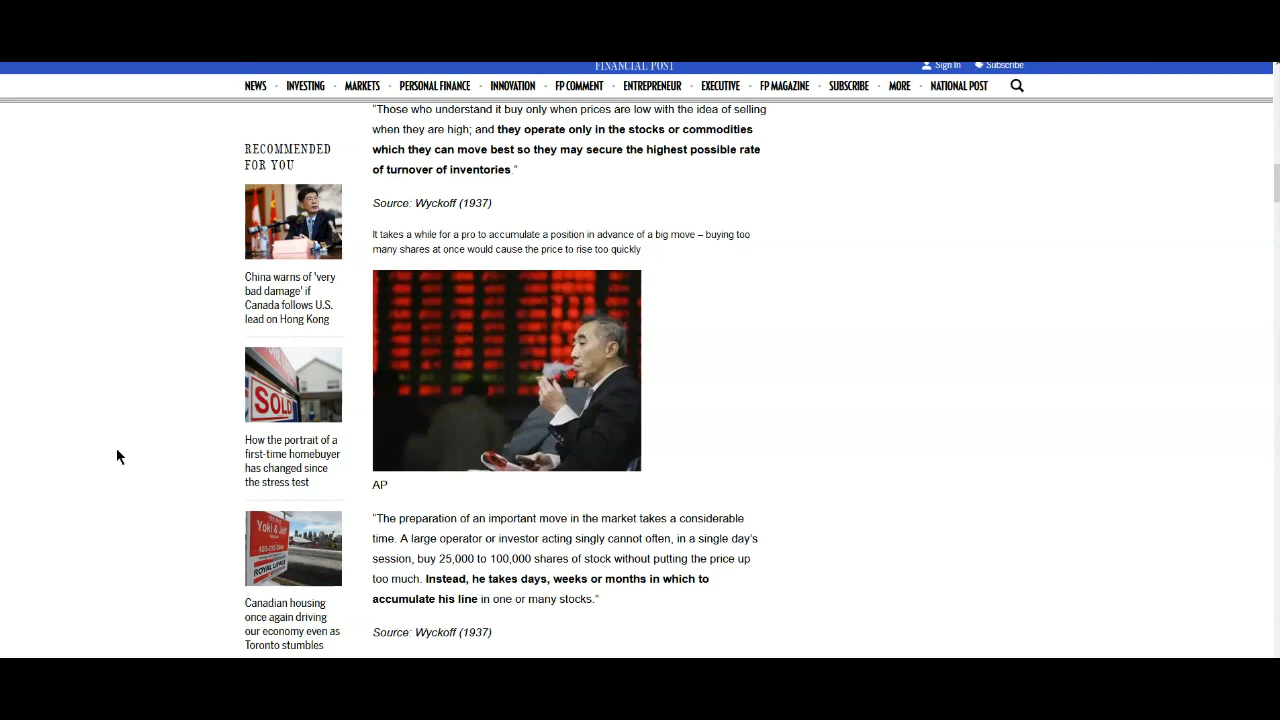 FINANCIAL POST
Sign In
Subscribe
NEWS
INVESTING
MARKETS
PERSONAL FINANCE
INNOVATION
FP COMMENT
ENTREPRENEUR
EXECUTIVE
FP MAGAZINE
SUBSCRIBE
MORE
NATIONAL POST
RECOMMENDED
FOR YOU
China warns of 'very
bad damage' if
Canada follows U.S.
lead on Hong Kong
SOLD
How the portrait of a
first-time homebuyer
has changed since
the stress test
Yoki & Jeff
ROYAL LEPAGE
Canadian housing
once again driving
our economy even as
Toronto stumbles
“Those who understand it buy only when prices are low with the idea of selling
when they are high; and they operate only in the stocks or commodities
which they can move best so they may secure the highest possible rate
of turnover of inventories.”
Source: Wyckoff (1937)
It takes a while for a pro to accumulate a position in advance of a big move – buying too
many shares at once would cause the price to rise too quickly
AP
“The preparation of an important move in the market takes a considerable
time. A large operator or investor acting singly cannot often, in a single day’s
session, buy 25,000 to 100,000 shares of stock without putting the price up
too much. Instead, he takes days, weeks or months in which to
accumulate his line in one or many stocks.”
Source: Wyckoff (1937)